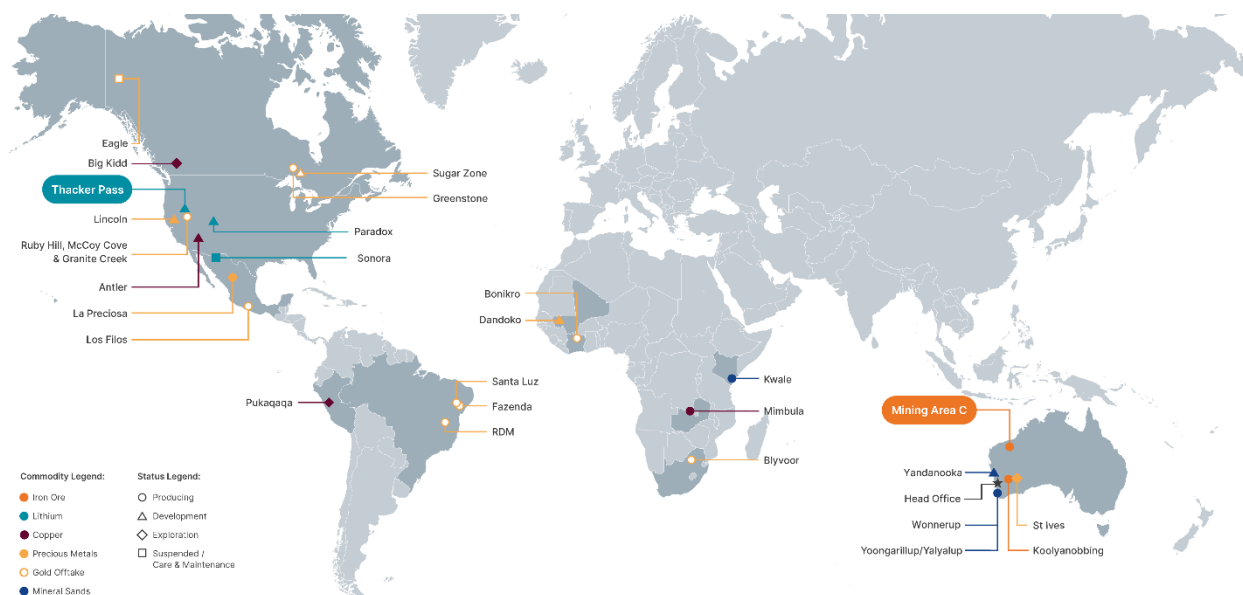 Eagle
Big Kidd
Thacker Pass
Lincoln
Ruby Hill, McCoy Cove
& Granite Creek
Antler
La Preciosa
Los Filos
Sugar Zone
Greenstone
Paradox
Sonora
Pukaqaqa
Santa Luz
Fazenda
RDM
Bonikro
Dandoko
Kwale
Mimbula
Blyvoor
Mining Area C
Yandanooka
Head Office
Wonnerup
Yoongarillup/Yalyalup
St ives
Koolyanobbing
Commodity Legend:
Iron Ore
Lithium
Copper
Precious Metals
Gold Offtake
Mineral Sands
Status Legend:
Producing
Development
Exploration
Suspended /
Care & Maintenance